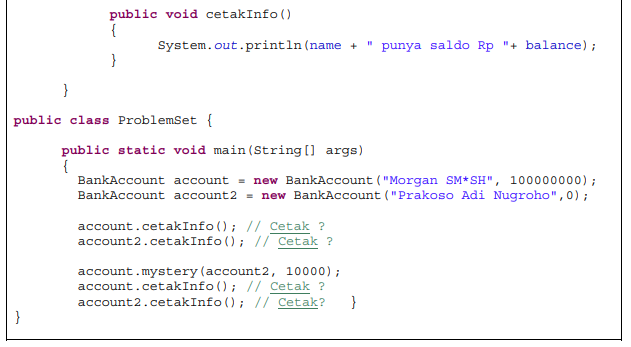 public void cetakInfo()
{
System.out.println(name + " punya saldo Rp "+ balance);
}
}
public class ProblemSet {
public static void main(String[] args)
{
BankAccount account = new BankAccount("Morgan SM*SH", 100000000);
BankAccount account2 = new BankAccount("Prakoso Adi Nugroho",0);
account.cetakInfo(); // Cetak ?
account2.cetakInfo(); // Cetak ?
account.mystery(account2, 10000);
account.cetakInfo(); // Cetak ?
account2.cetakInfo(); // Cetak? }
}